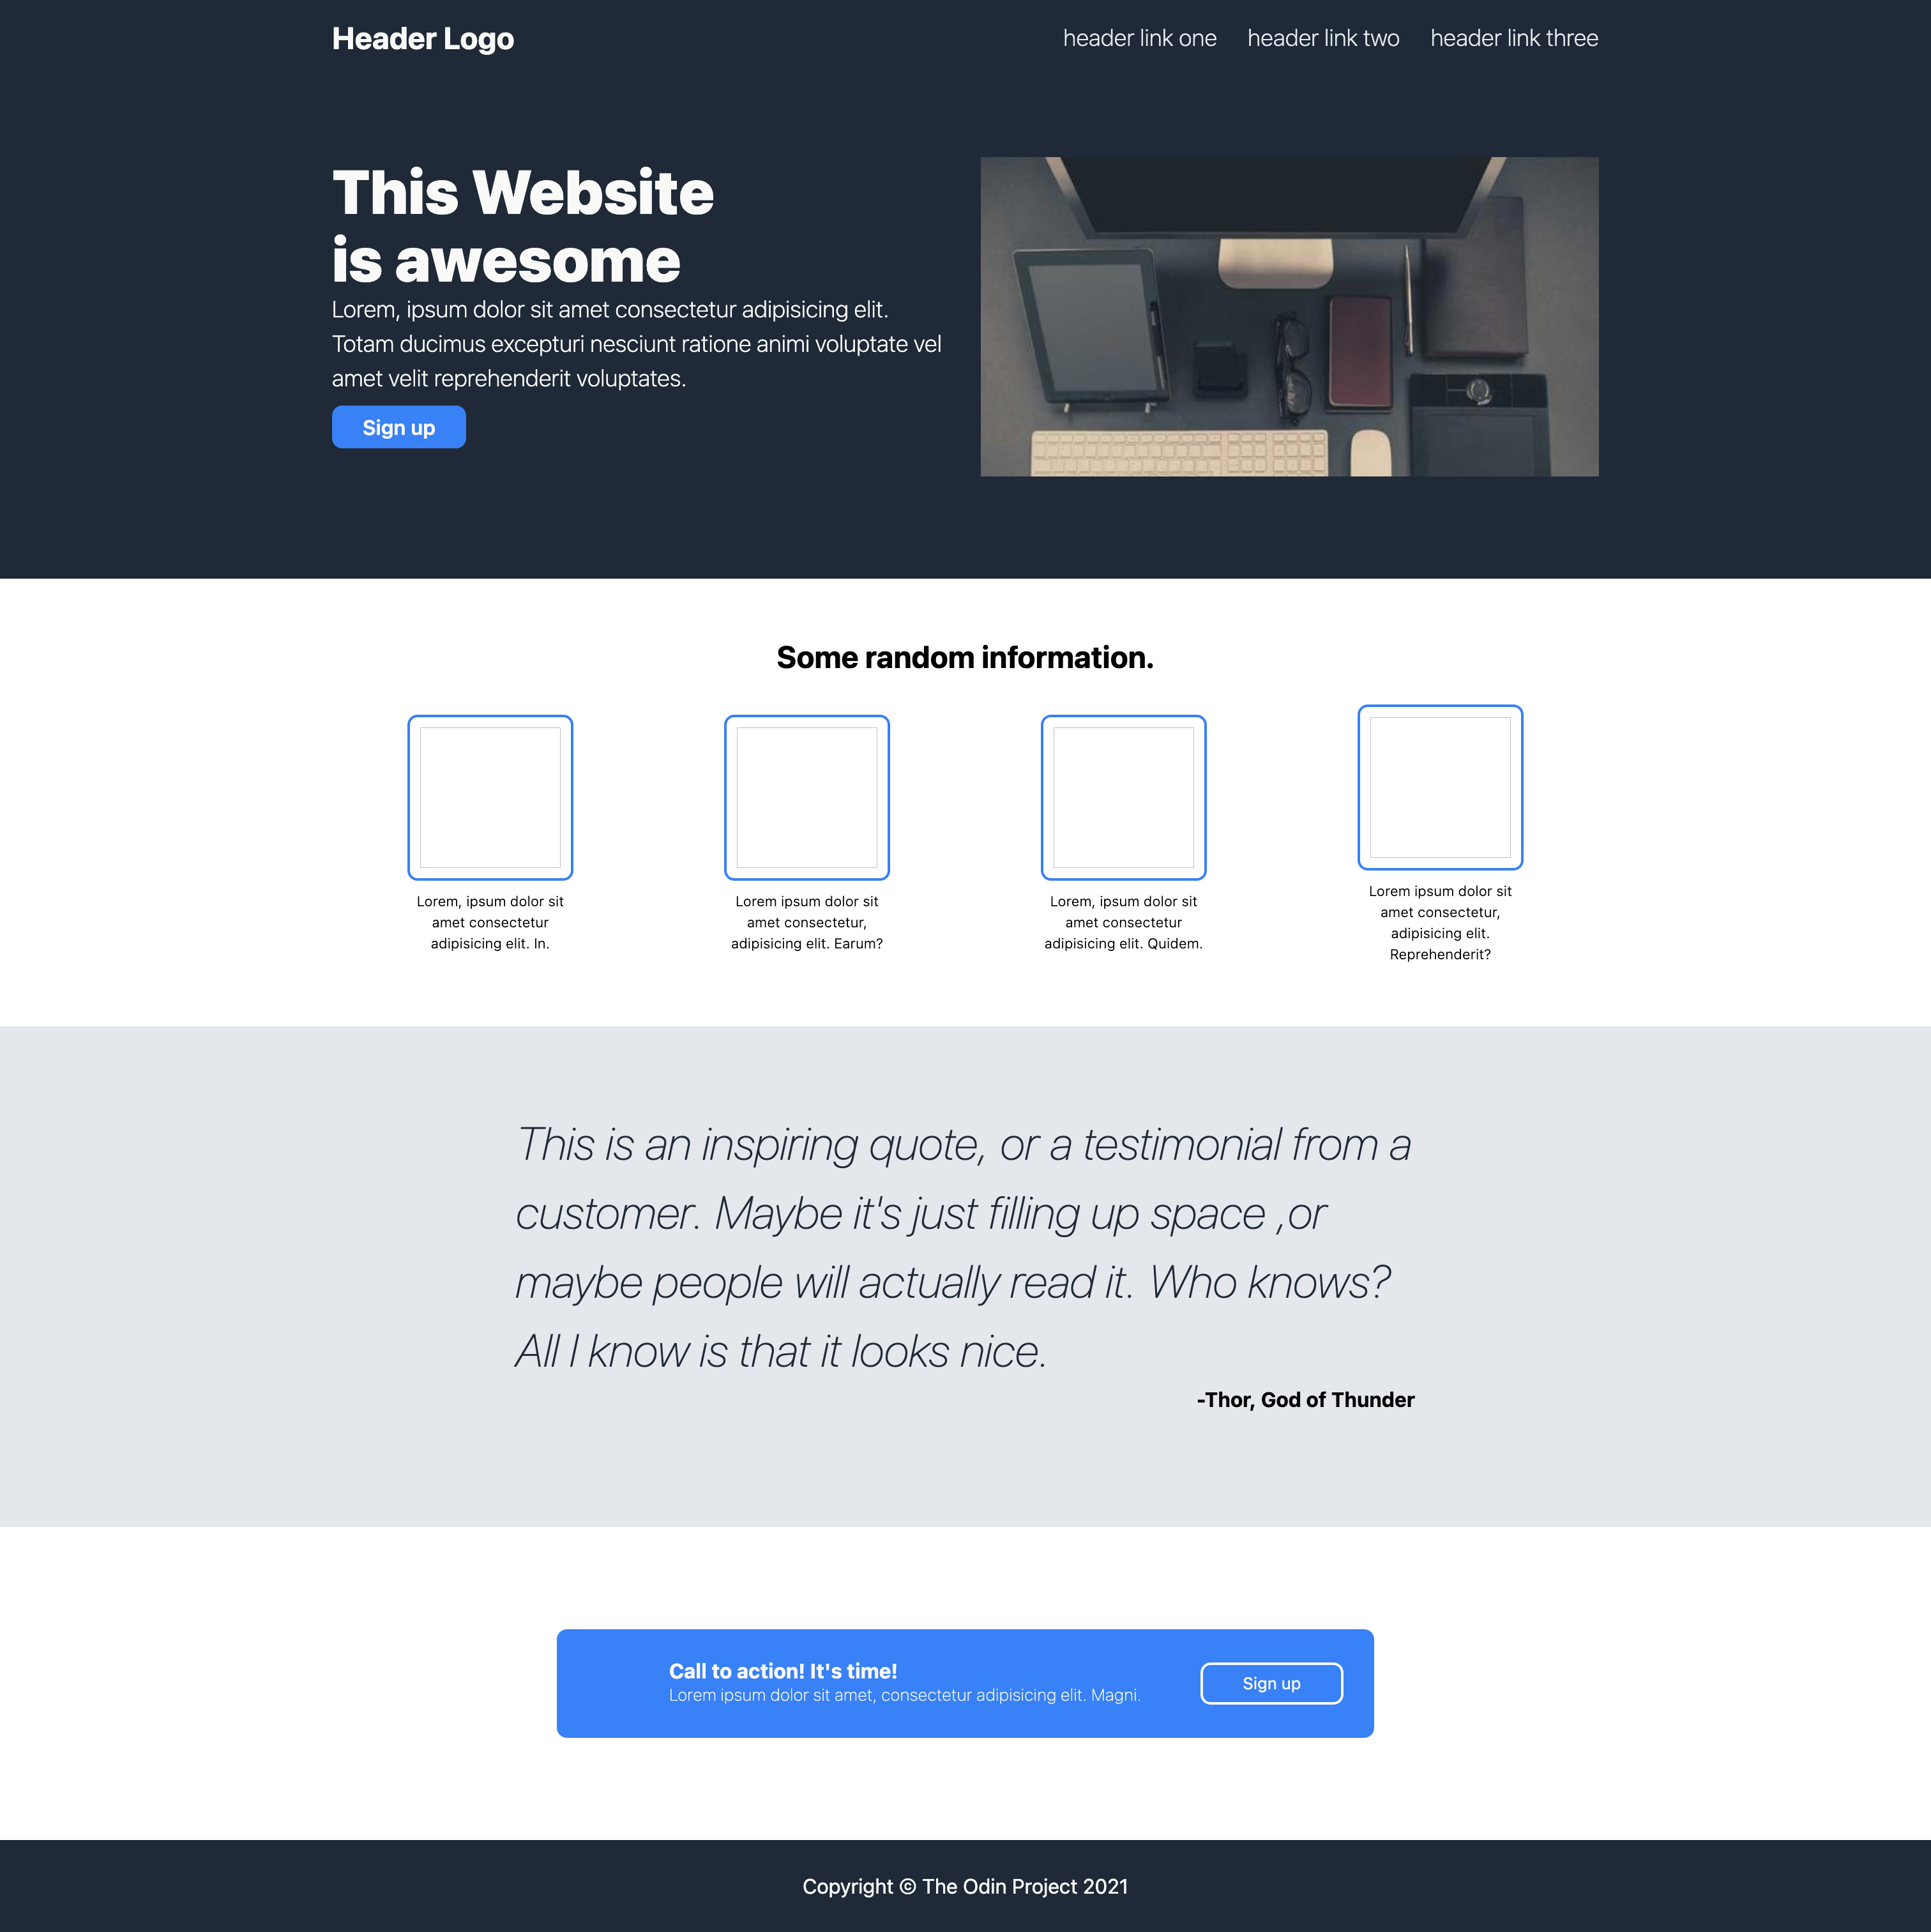 Header Logo
header link one
header link two
header link three
This Website
is awesome
Lorem, ipsum dolor sit amet consectetur adipisicing elit.
Totam ducimus excepturi nesciunt ratione animi voluptate vel
amet velit reprehenderit voluptates.
Sign up
Some random information.
Lorem, ipsum dolor sit
amet consectetur
adipisicing elit. In.
Lorem ipsum dolor sit
amet consectetur,
adipisicing elit. Earum?
Lorem, ipsum dolor sit
amet consectetur
adipisicing elit. Quidem.
Lorem ipsum dolor sit
amet consectetur,
adipisicing elit.
Reprehenderit?
This is an inspiring quote, or a testimonial from a
customer. Maybe it's just filling up space ,or
maybe people will actually read it. Who knows?
All I know is that it looks nice.
-Thor, God of Thunder
Call to action! It's time!
Lorem ipsum dolor sit amet, consectetur adipisicing elit. Magni.
Sign up
Copyright © The Odin Project 2021